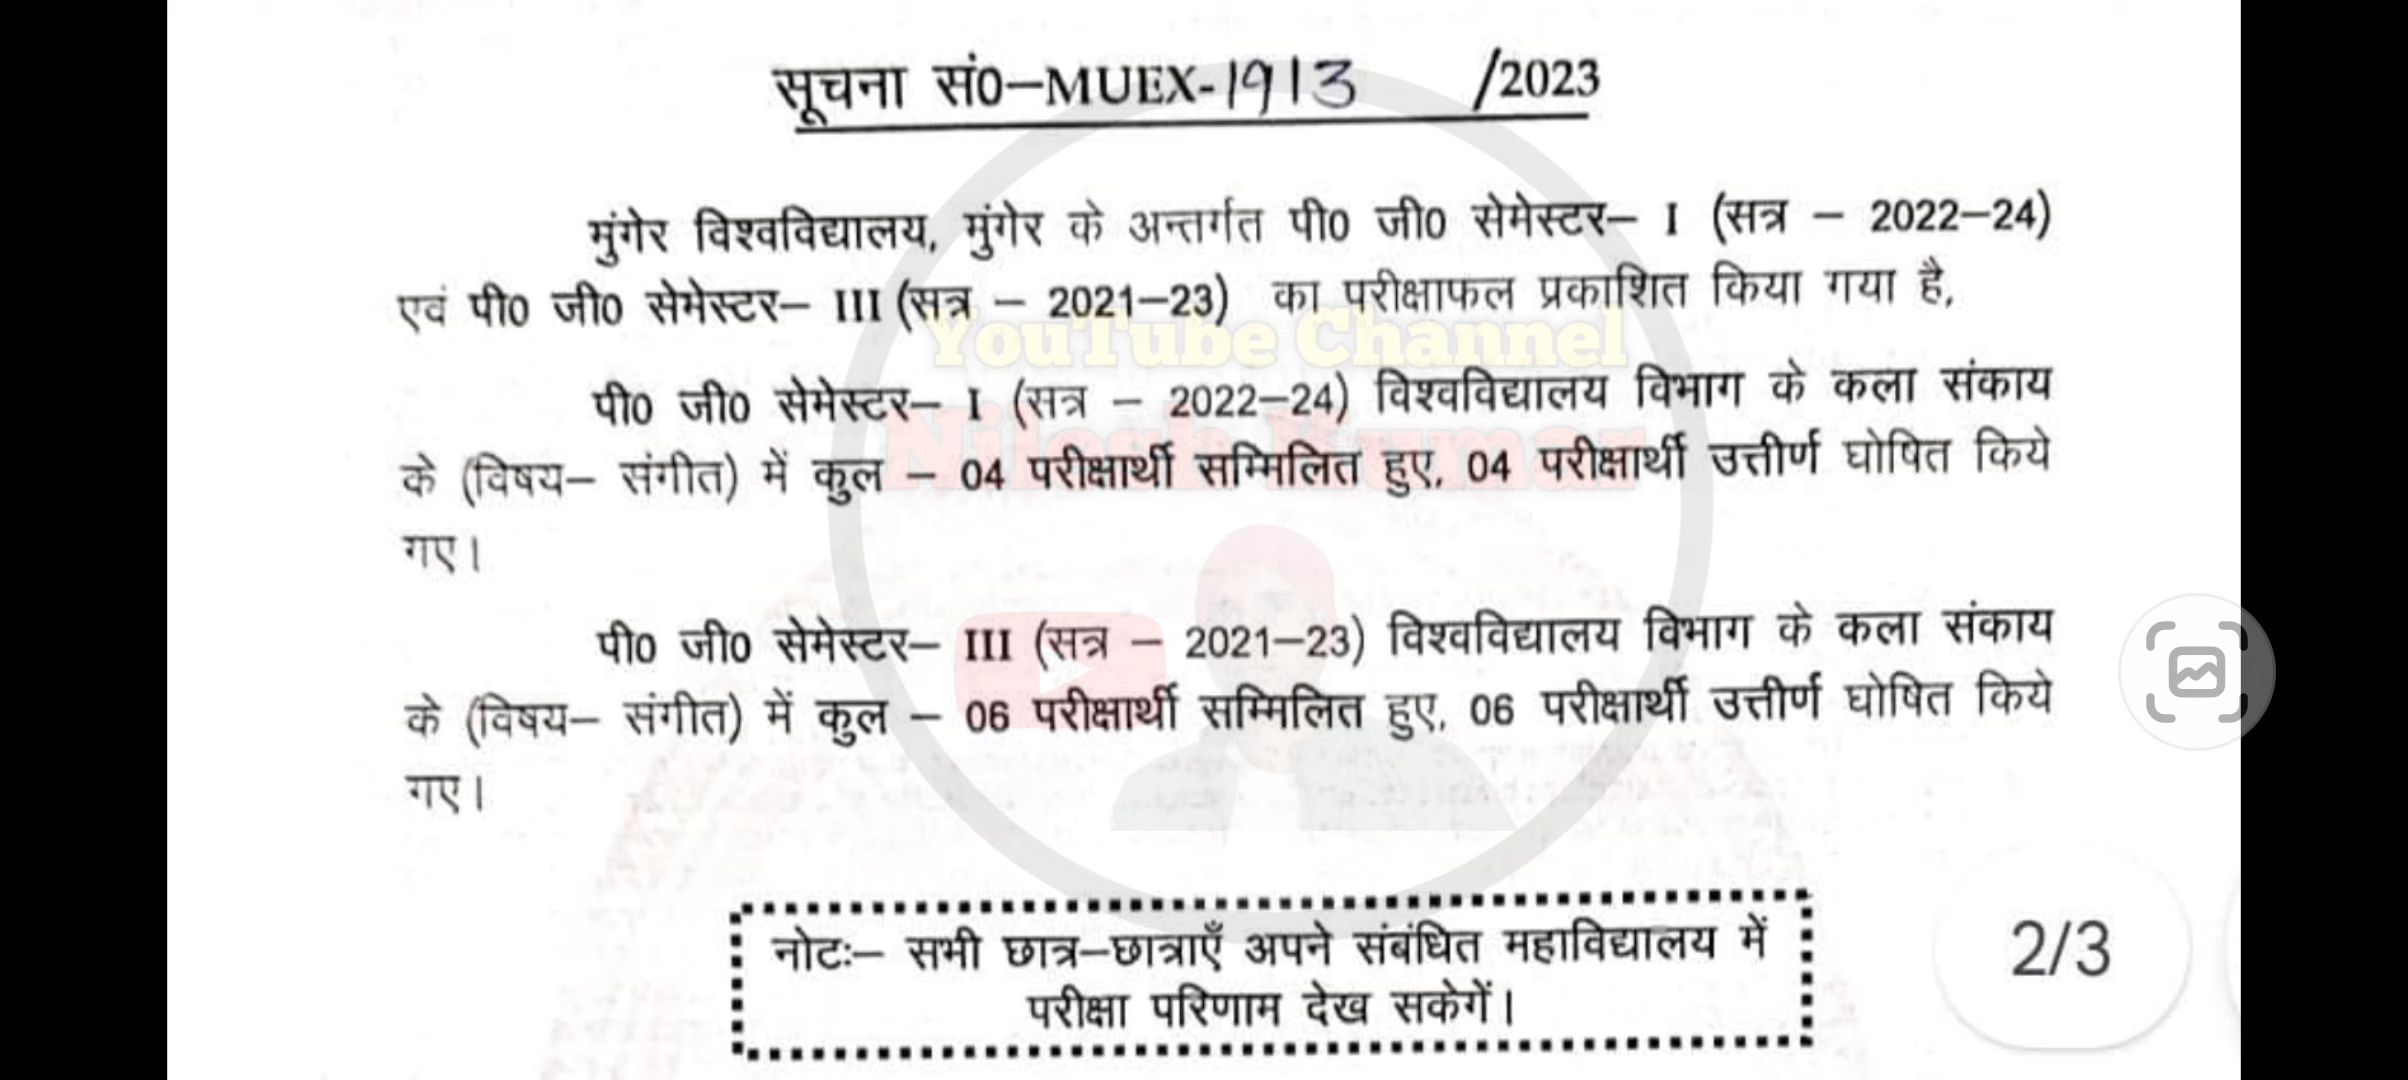 सूचना सं0–MUEX-1913 /2023
मुंगेर विश्वविद्यालय, मुंगेर के अन्तर्गत पी0 जी0 सेमेस्टर– I (सत्र – 2022–24)
एवं पी0 जी0 सेमेस्टर– III (सत्र – 2021–23) का परीक्षाफल प्रकाशित किया गया है,
YouTube Channel
पी0 जी0 सेमेस्टर– I (सत्र – 2022–24) विश्वविद्यालय विभाग के कला संकाय
Nilesh Kumar
के (विषय– संगीत) में कुल – 04 परीक्षार्थी सम्मिलित हुए, 04 परीक्षार्थी उत्तीर्ण घोषित किये
गए।
पी0 जी0 सेमेस्टर– III (सत्र – 2021–23) विश्वविद्यालय विभाग के कला संकाय
के (विषय– संगीत) में कुल – 06 परीक्षार्थी सम्मिलित हुए, 06 परीक्षार्थी उत्तीर्ण घोषित किये
गए।
नोटः– सभी छात्र–छात्राएँ अपने संबंधित महाविद्यालय में
परीक्षा परिणाम देख सकेगें।
2/3